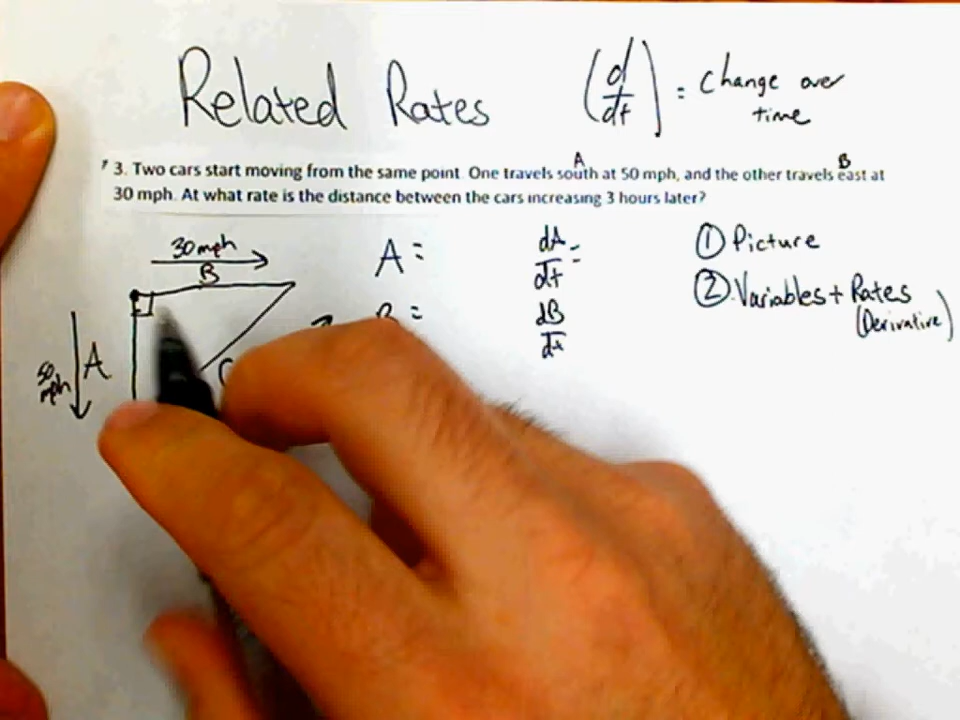 Related Rates (d/dt) = Change over time
A B
3. Two cars start moving from the same point. One travels south at 50 mph, and the other travels east at
30 mph. At what rate is the distance between the cars increasing 3 hours later?
30 mph
B
A
50 mph
A =
B =
dA/dt =
dB/dt
① Picture
② Variables + Rates
(Derivative)